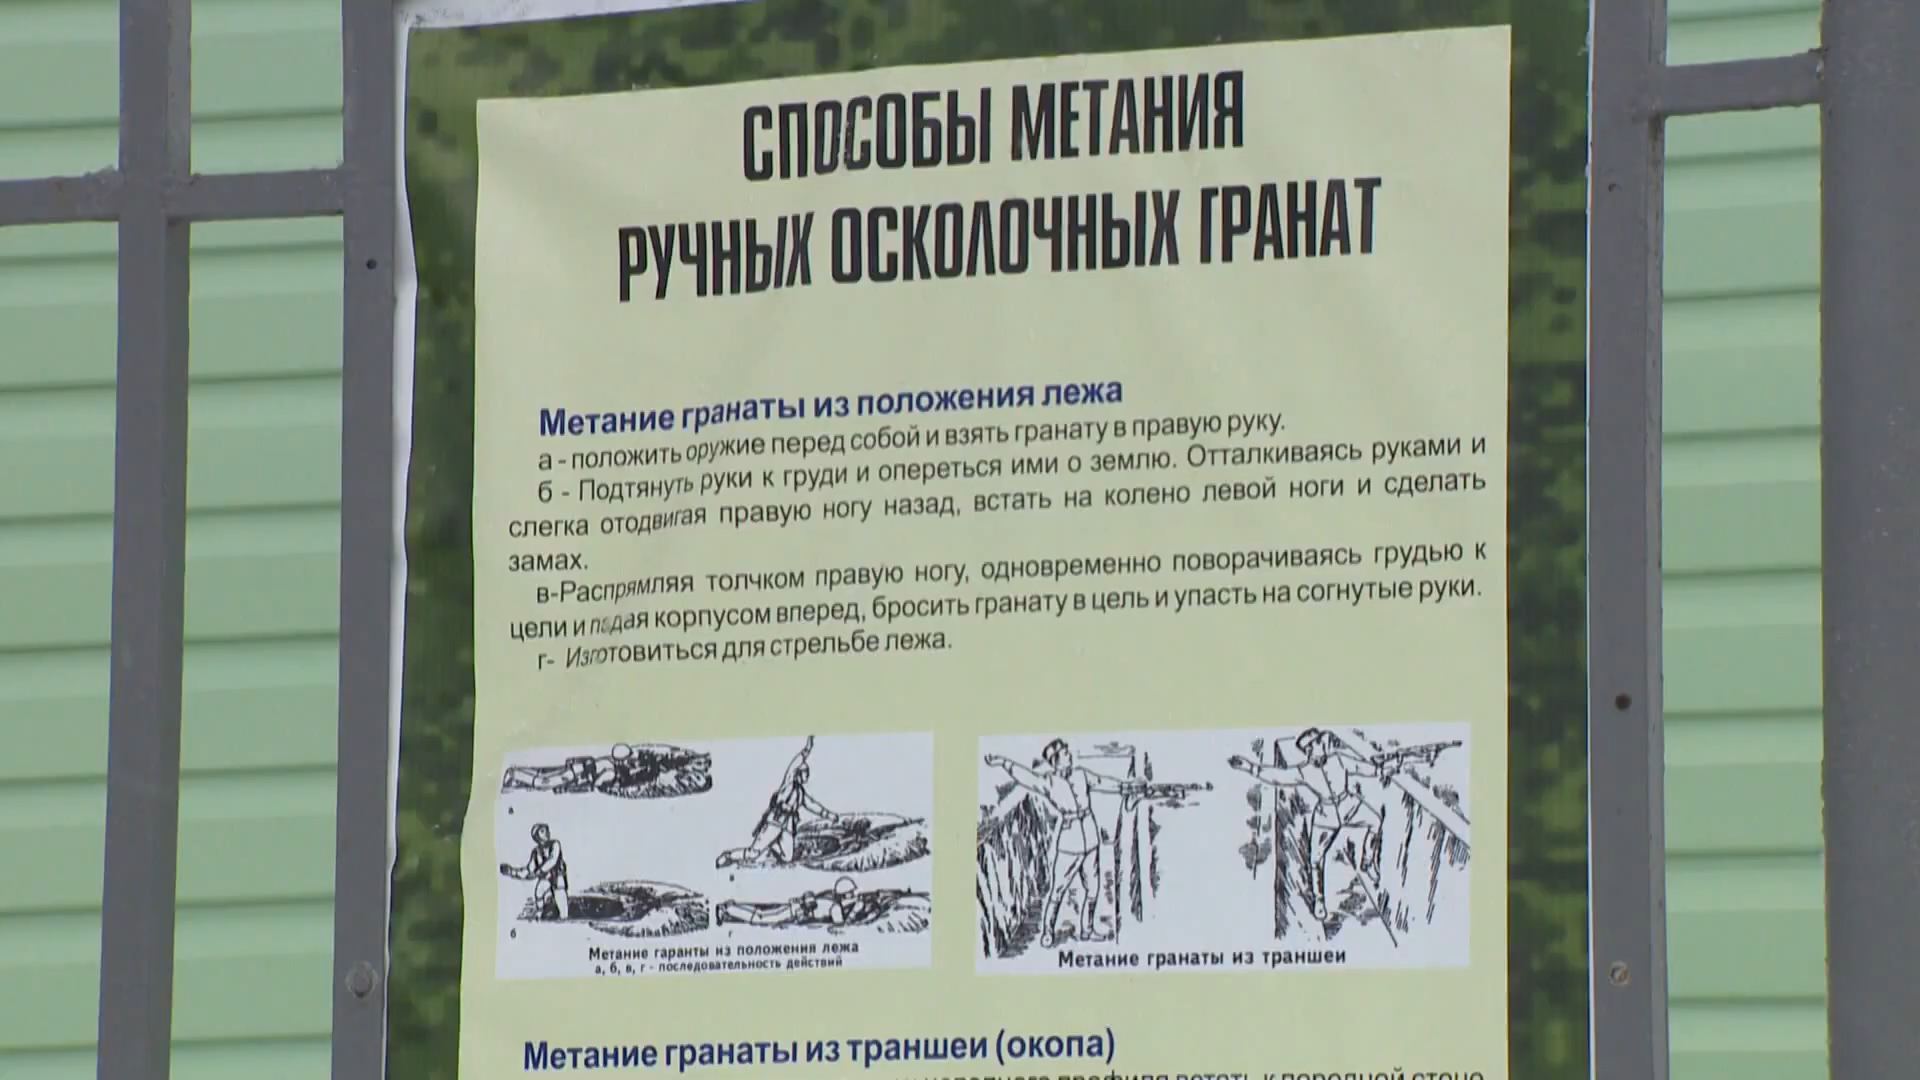 СПОСОБЫ МЕТАНИЯ
РУЧНЫХ ОСКОЛОЧНЫХ ГРАНАТ
Метание гранаты из положения лежа
а - положить оружие перед собой и взять гранату в правую руку.
б - Подтянуть руки к груди и опереться ими о землю. Отталкиваясь руками и
слегка отодвигая правую ногу назад, встать на колено левой ноги и сделать
замах.
в-Распрямляя толчком правую ногу, одновременно поворачиваясь грудью к
цели и подая корпусом вперед, бросить гранату в цель и упасть на согнутые руки.
г- Изготовиться для стрельбе лежа.
а
в
б
г
Метание гаранты из положения лежа
а, б, в, г - последовательность действий
Метание гранаты из траншеи
Метание гранаты из траншеи (окопа)